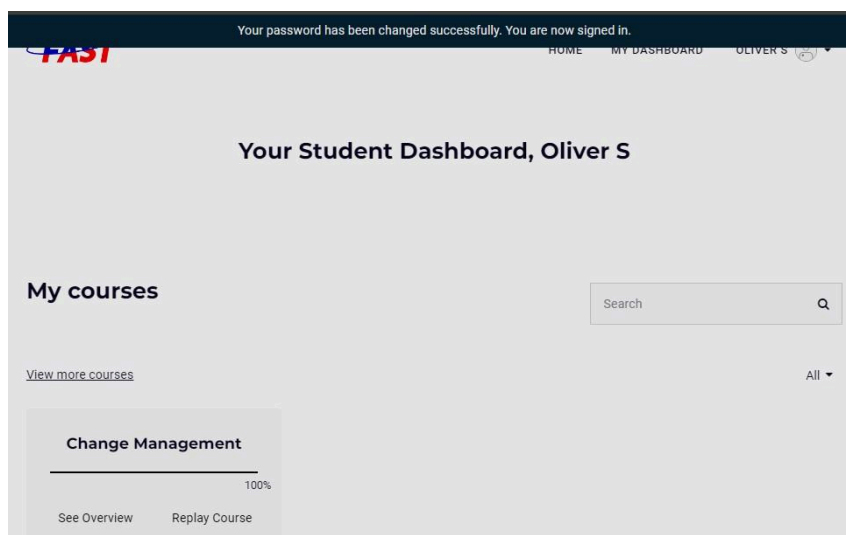 Your password has been changed successfully. You are now signed in.
FAST
HOME MY DASHBOARD OLIVER S
Your Student Dashboard, Oliver S
My courses
Search
View more courses
All
Change Management
100%
See Overview Replay Course